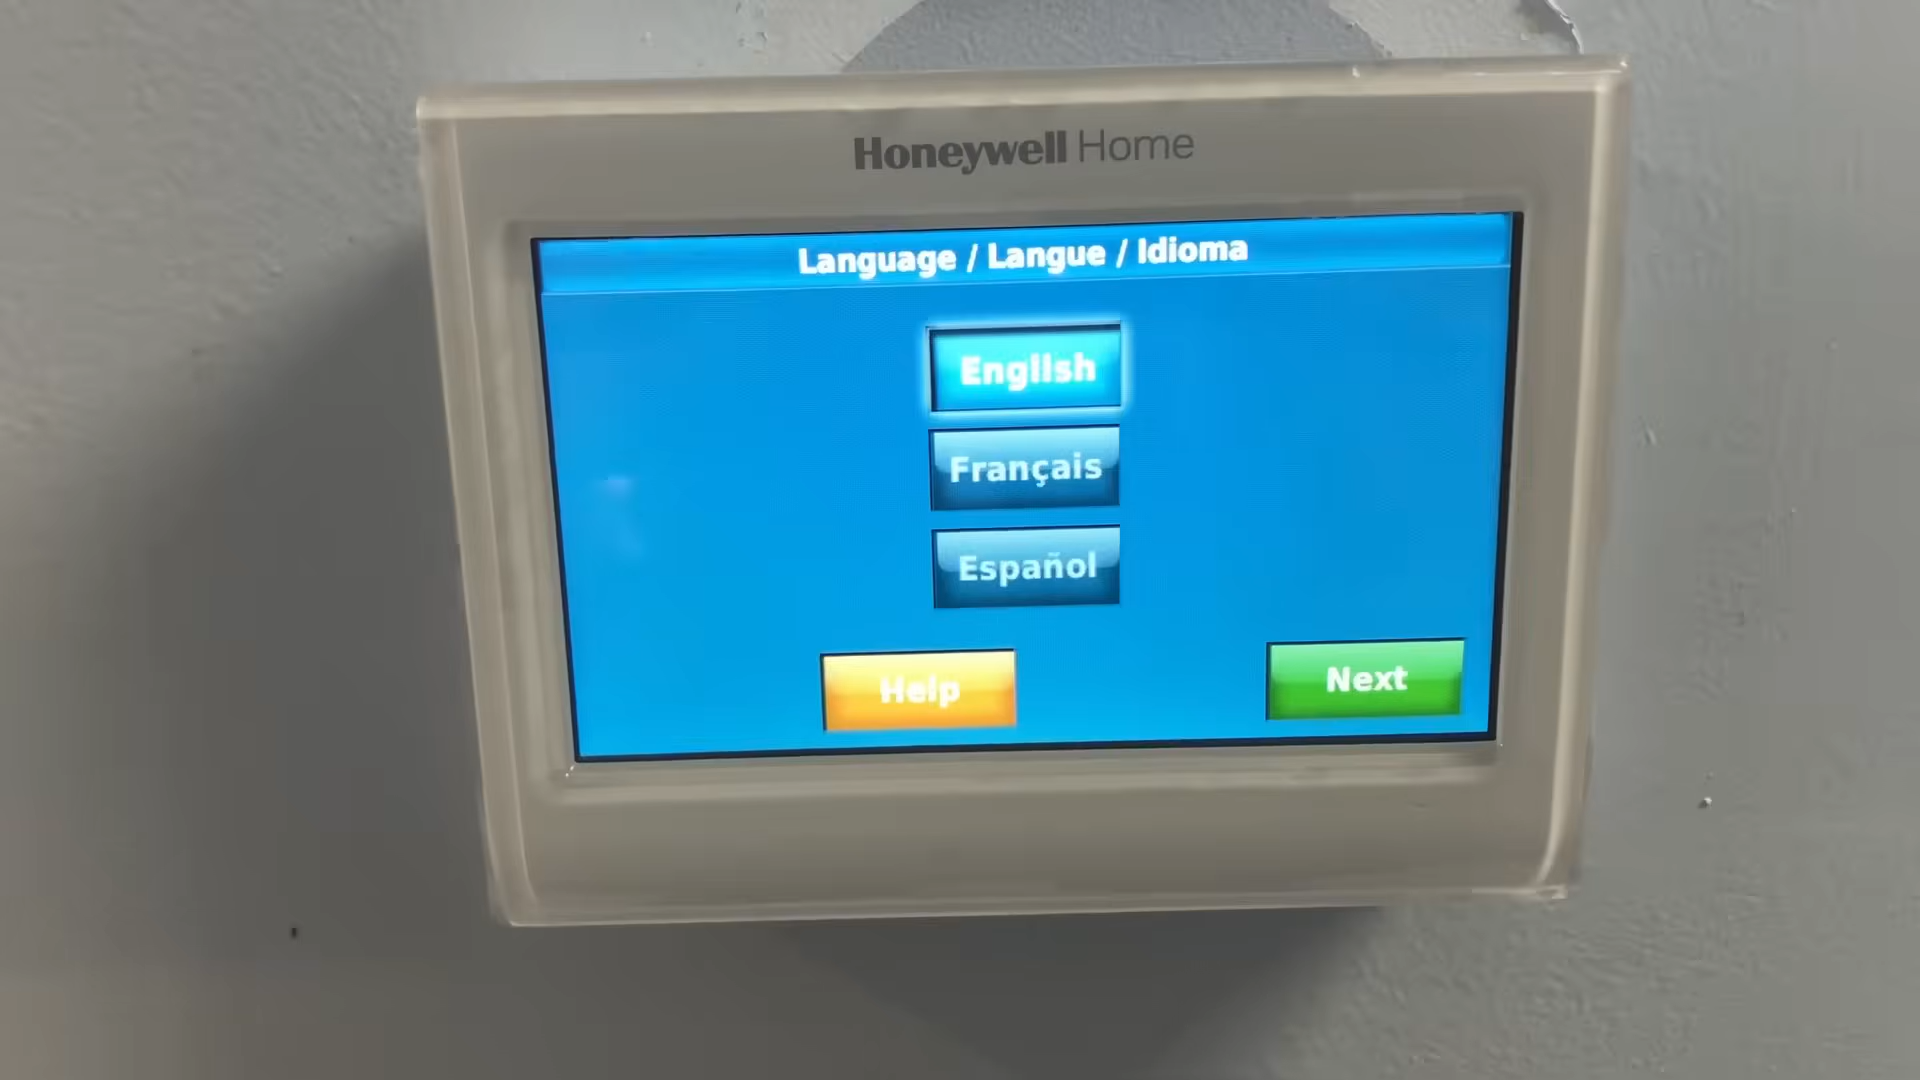 Honeywell Home
Language / Langue / Idioma
English
Français
Español
Help
Next